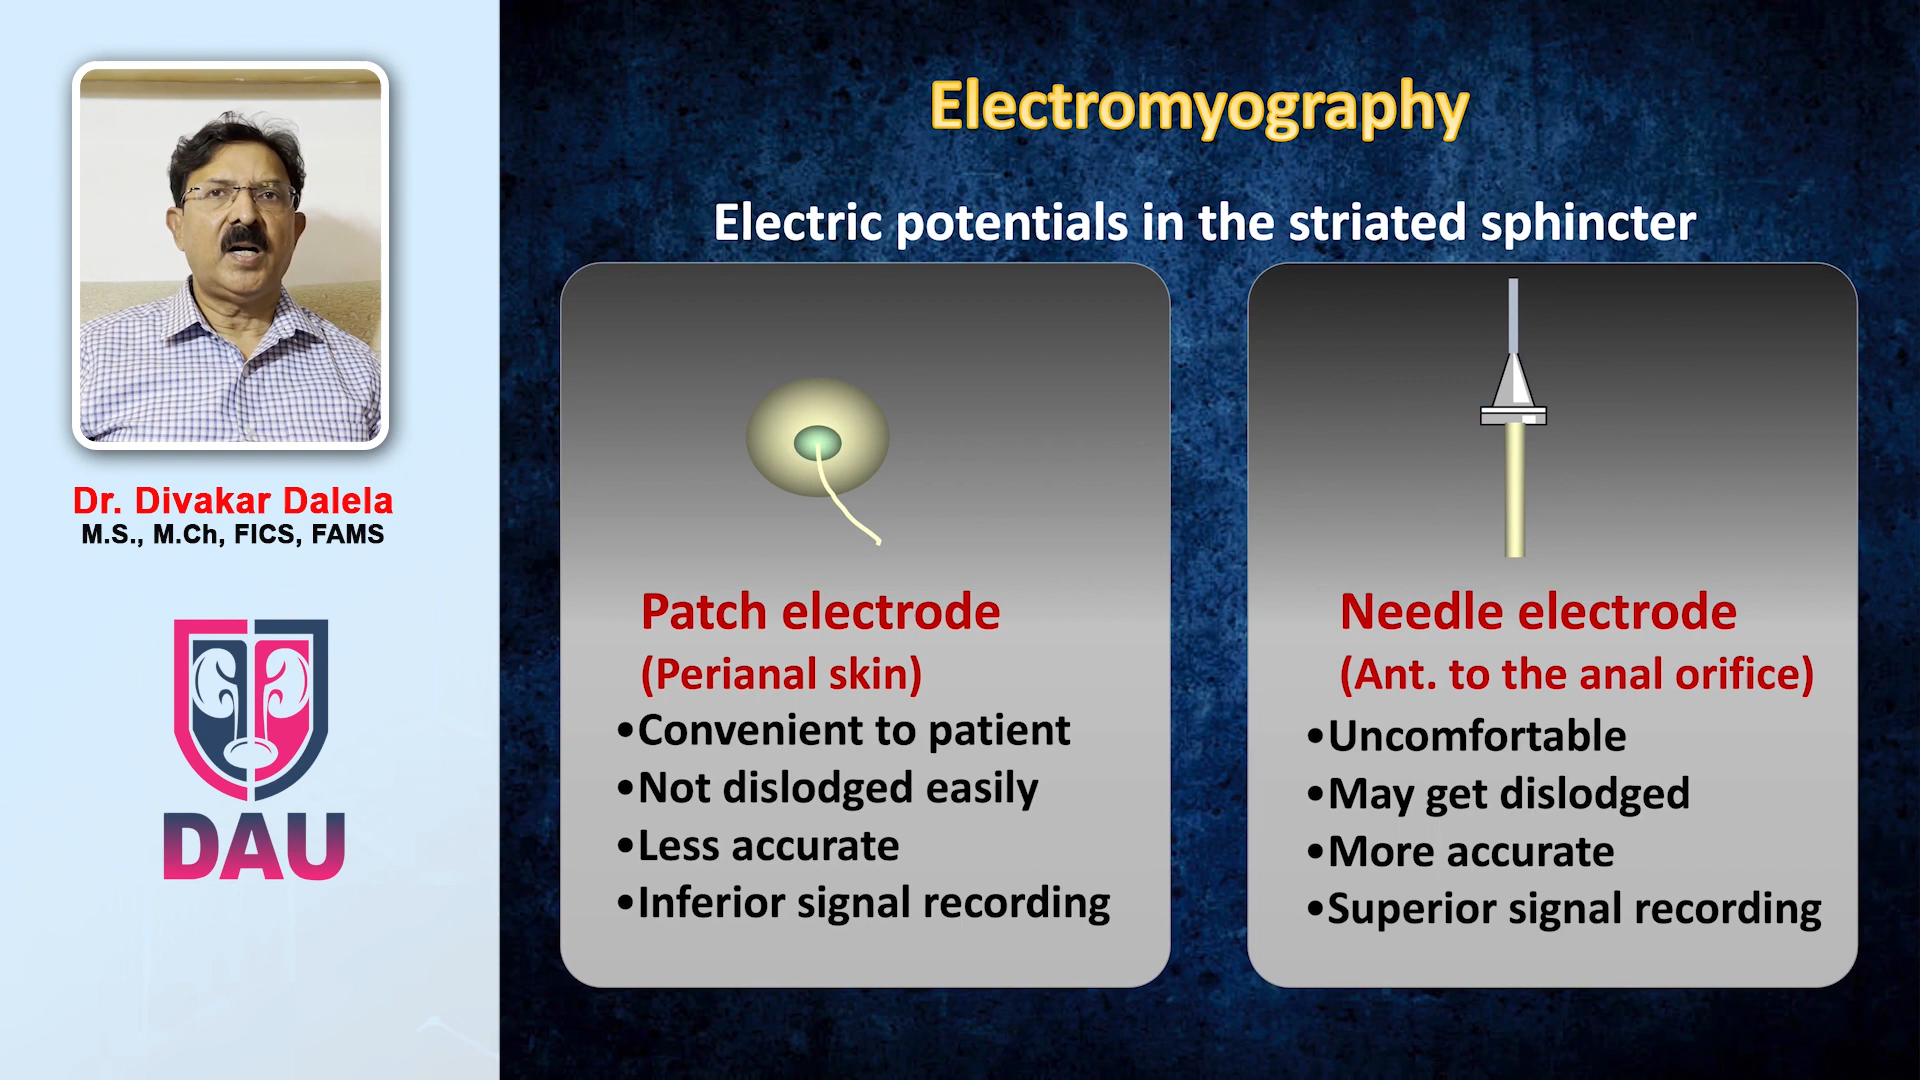 Dr. Divakar Dalela
M.S., M.Ch, FICS, FAMS
DAU
Electromyography
Electric potentials in the striated sphincter
Patch electrode
(Perianal skin)
•Convenient to patient
•Not dislodged easily
•Less accurate
•Inferior signal recording
Needle electrode
(Ant. to the anal orifice)
•Uncomfortable
•May get dislodged
•More accurate
•Superior signal recording